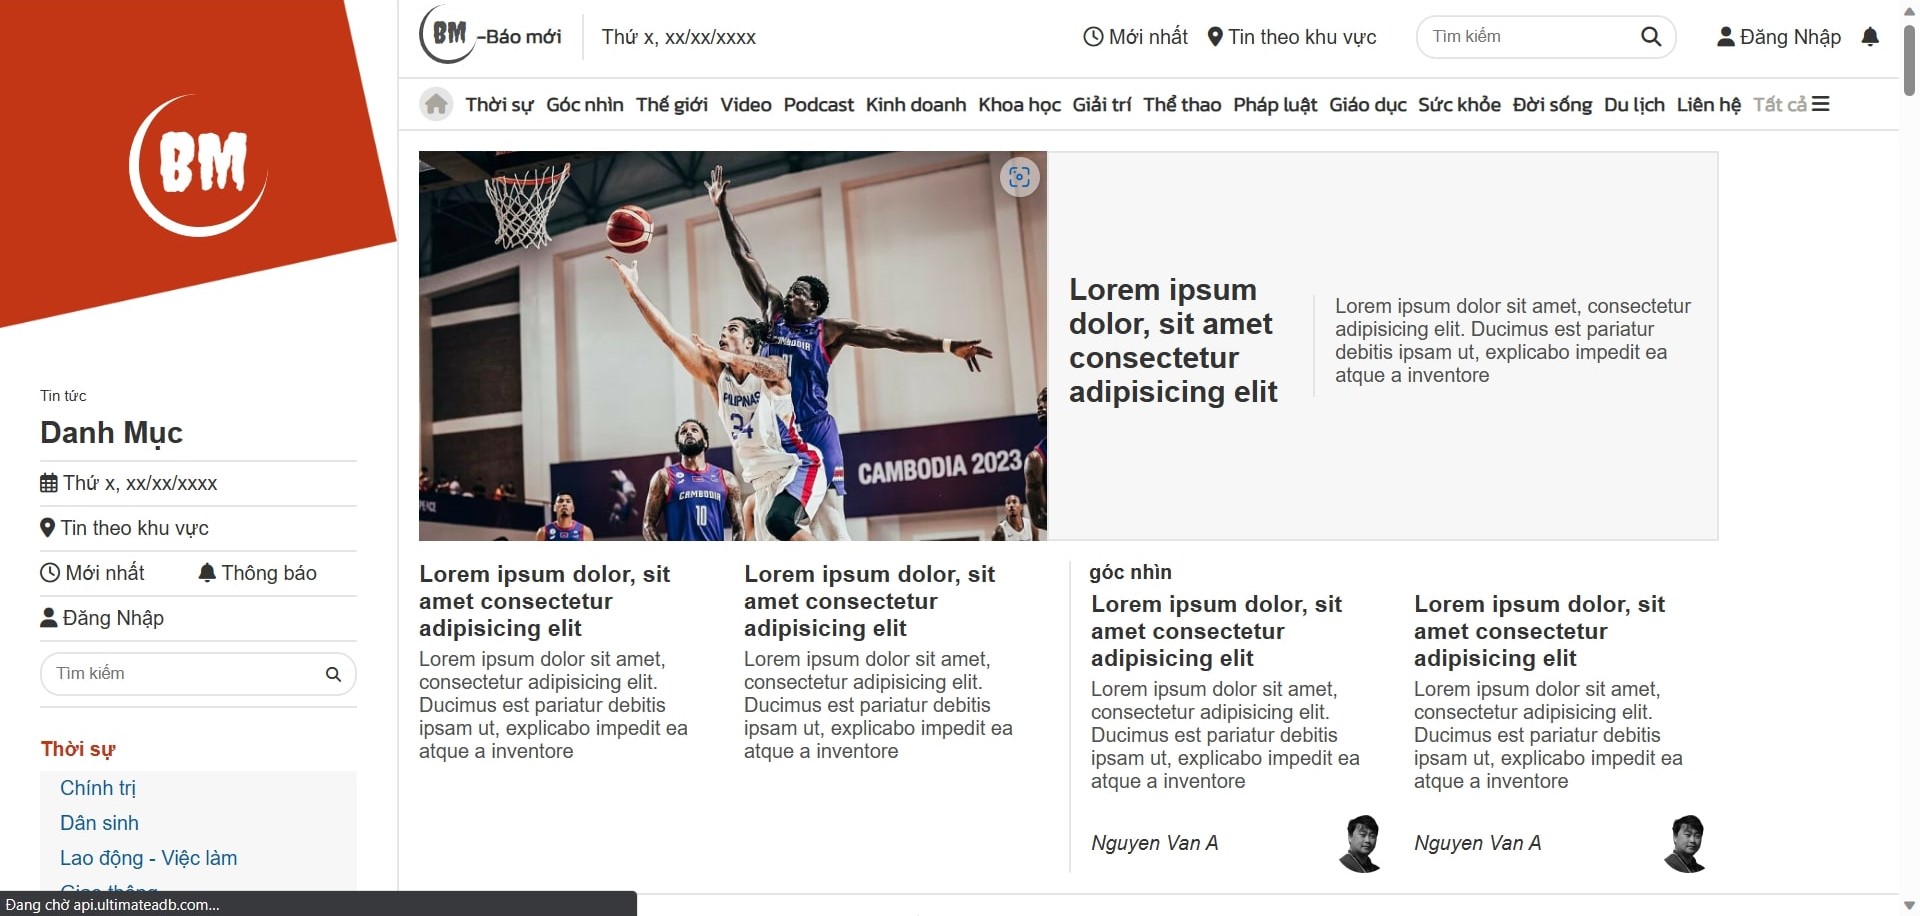 BM
Tin tức
Danh Mục
Thứ x, xx/xx/xxxx
Tin theo khu vực
Mới nhất Thông báo
Đăng Nhập
Tìm kiếm
Thời sự
Chính trị
Dân sinh
Lao động - Việc làm
Giao thông
Đang chờ api.ultimateadb.com...
BM -Báo mới Thứ x, xx/xx/xxxx Mới nhất Tin theo khu vực Tìm kiếm Đăng Nhập
Thời sự Góc nhìn Thế giới Video Podcast Kinh doanh Khoa học Giải trí Thể thao Pháp luật Giáo dục Sức khỏe Đời sống Du lịch Liên hệ Tất cả
PILIPINAS
34
CAMBODIA
CAMBODIA
10
CAMBODIA 2023
Lorem ipsum
dolor, sit amet
consectetur
adipisicing elit
Lorem ipsum dolor sit amet, consectetur
adipisicing elit. Ducimus est pariatur
debitis ipsam ut, explicabo impedit ea
atque a inventore
Lorem ipsum dolor, sit
amet consectetur
adipisicing elit
Lorem ipsum dolor sit amet,
consectetur adipisicing elit.
Ducimus est pariatur debitis
ipsam ut, explicabo impedit ea
atque a inventore
Lorem ipsum dolor, sit
amet consectetur
adipisicing elit
Lorem ipsum dolor sit amet,
consectetur adipisicing elit.
Ducimus est pariatur debitis
ipsam ut, explicabo impedit ea
atque a inventore
góc nhìn
Lorem ipsum dolor, sit
amet consectetur
adipisicing elit
Lorem ipsum dolor sit amet,
consectetur adipisicing elit.
Ducimus est pariatur debitis
ipsam ut, explicabo impedit ea
atque a inventore
Nguyen Van A
Lorem ipsum dolor, sit
amet consectetur
adipisicing elit
Lorem ipsum dolor sit amet,
consectetur adipisicing elit.
Ducimus est pariatur debitis
ipsam ut, explicabo impedit ea
atque a inventore
Nguyen Van A